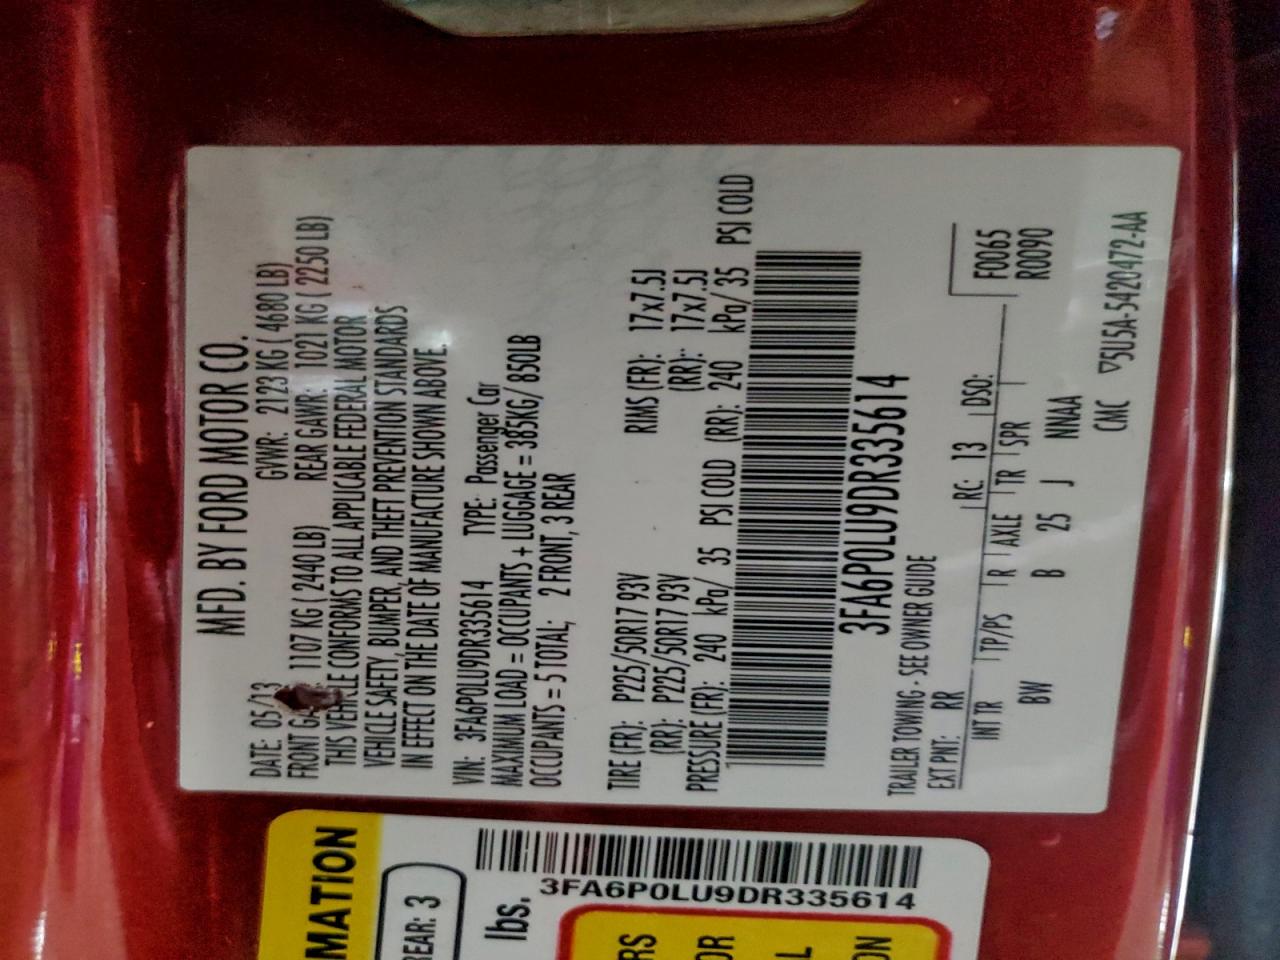 MFD. BY FORD MOTOR CO.
DATE: 05/13 GVWR: 2123 KG ( 4680 LB)
FRONT 1107 KG ( 2440 LB) REAR GAWR: 1021 KG ( 2250 LB)
THIS VEHICLE CONFORMS TO ALL APPLICABLE FEDERAL MOTOR
VEHICLE SAFETY, BUMPER, AND THEFT PREVENTION STANDARDS
IN EFFECT ON THE DATE OF MANUFACTURE SHOWN ABOVE.
VIN: 3FA6P0LU9DR335614 TYPE: Passenger Car
MAXIMUM LOAD = OCCUPANTS + LUGGAGE = 385KG/ 850LB
OCCUPANTS = 5 TOTAL; 2 FRONT, 3 REAR
TIRE (FR): P225/50R17 93V RIMS (FR): 17x7.5J
(RR): P225/50R17 93V (RR): 17x7.5J
PRESSURE (FR): 240 kPa/ 35 PSI COLD (RR): 240 kPa/ 35 PSI COLD
3FA6P0LU9DR335614
TRAILER TOWING - SEE OWNER GUIDE
EXT PNT: RR RC: 13 DSO: F0065
INT TR TP/PS R AXLE TR SPR R0090
BW B 25 J NNAA
CMC ▽5U5A-5420472-AA
MATION
REAR: 3
lbs.
3FA6P0LU9DR335614
RS
OR
L
ON